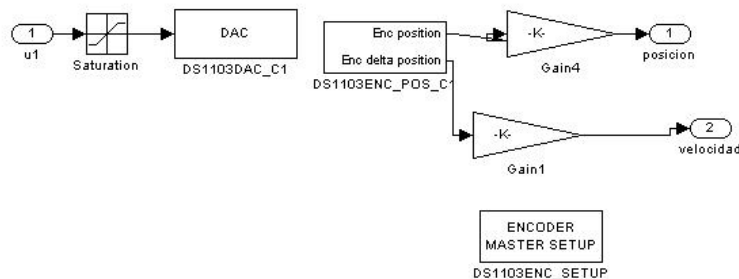 1
u1
Saturation
DAC
DS1103DAC_C1
Enc position
Enc delta position
DS1103ENC_POS_C1
-K-
Gain4
1
posicion
-K-
Gain1
2
velocidad
ENCODER
MASTER SETUP
DS1103ENC_SETUP